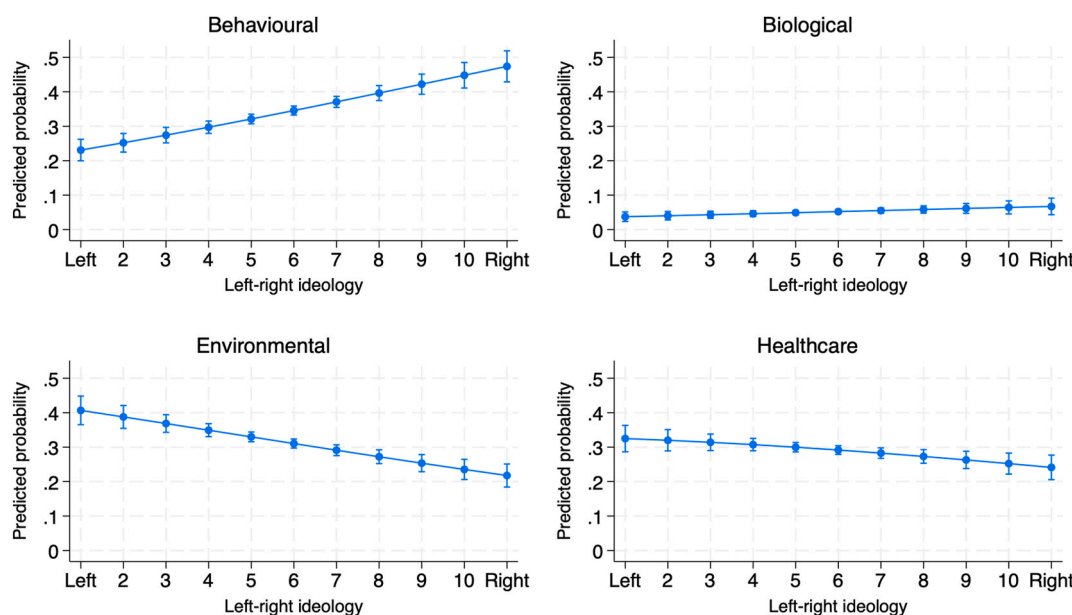 Behavioural
Predicted probability
.5
.4
.3
.2
.1
0
Left 2 3 4 5 6 7 8 9 10 Right
Left-right ideology
Biological
Predicted probability
.5
.4
.3
.2
.1
0
Left 2 3 4 5 6 7 8 9 10 Right
Left-right ideology
Environmental
Predicted probability
.5
.4
.3
.2
.1
0
Left 2 3 4 5 6 7 8 9 10 Right
Left-right ideology
Healthcare
Predicted probability
.5
.4
.3
.2
.1
0
Left 2 3 4 5 6 7 8 9 10 Right
Left-right ideology